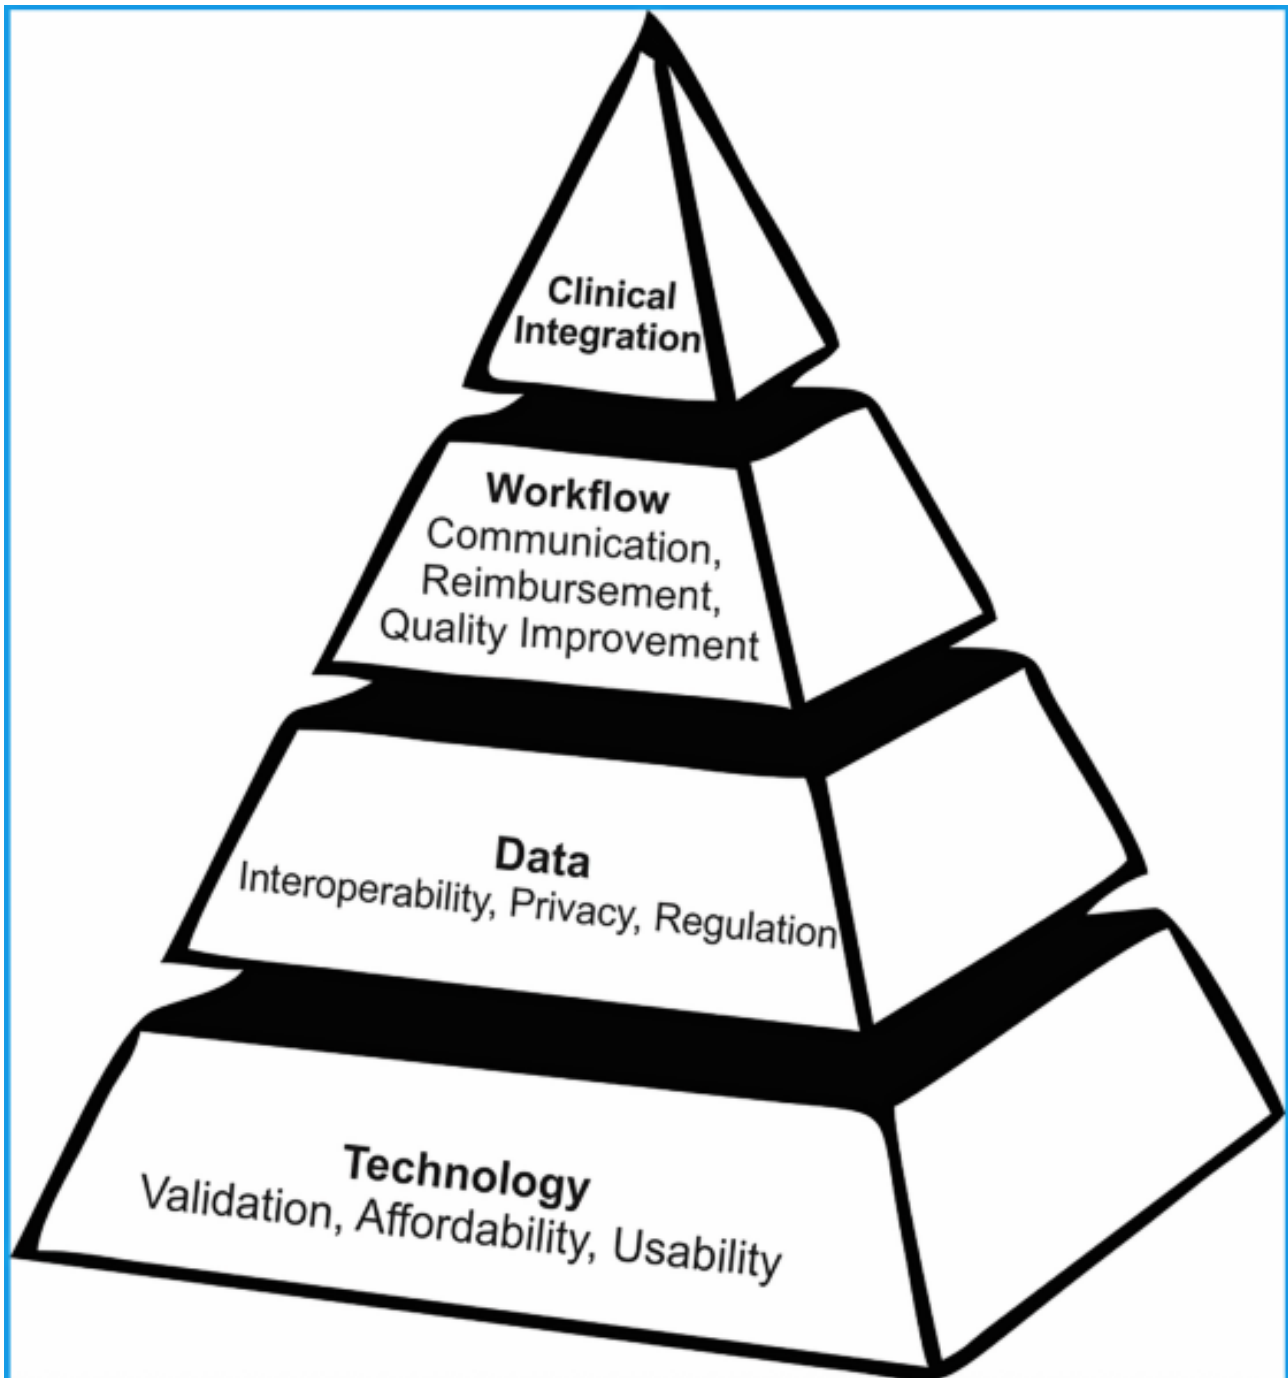 Clinical
Integration
Workflow
Communication,
Reimbursement,
Quality Improvement
Data
Interoperability, Privacy, Regulation
Technology
Validation, Affordability, Usability